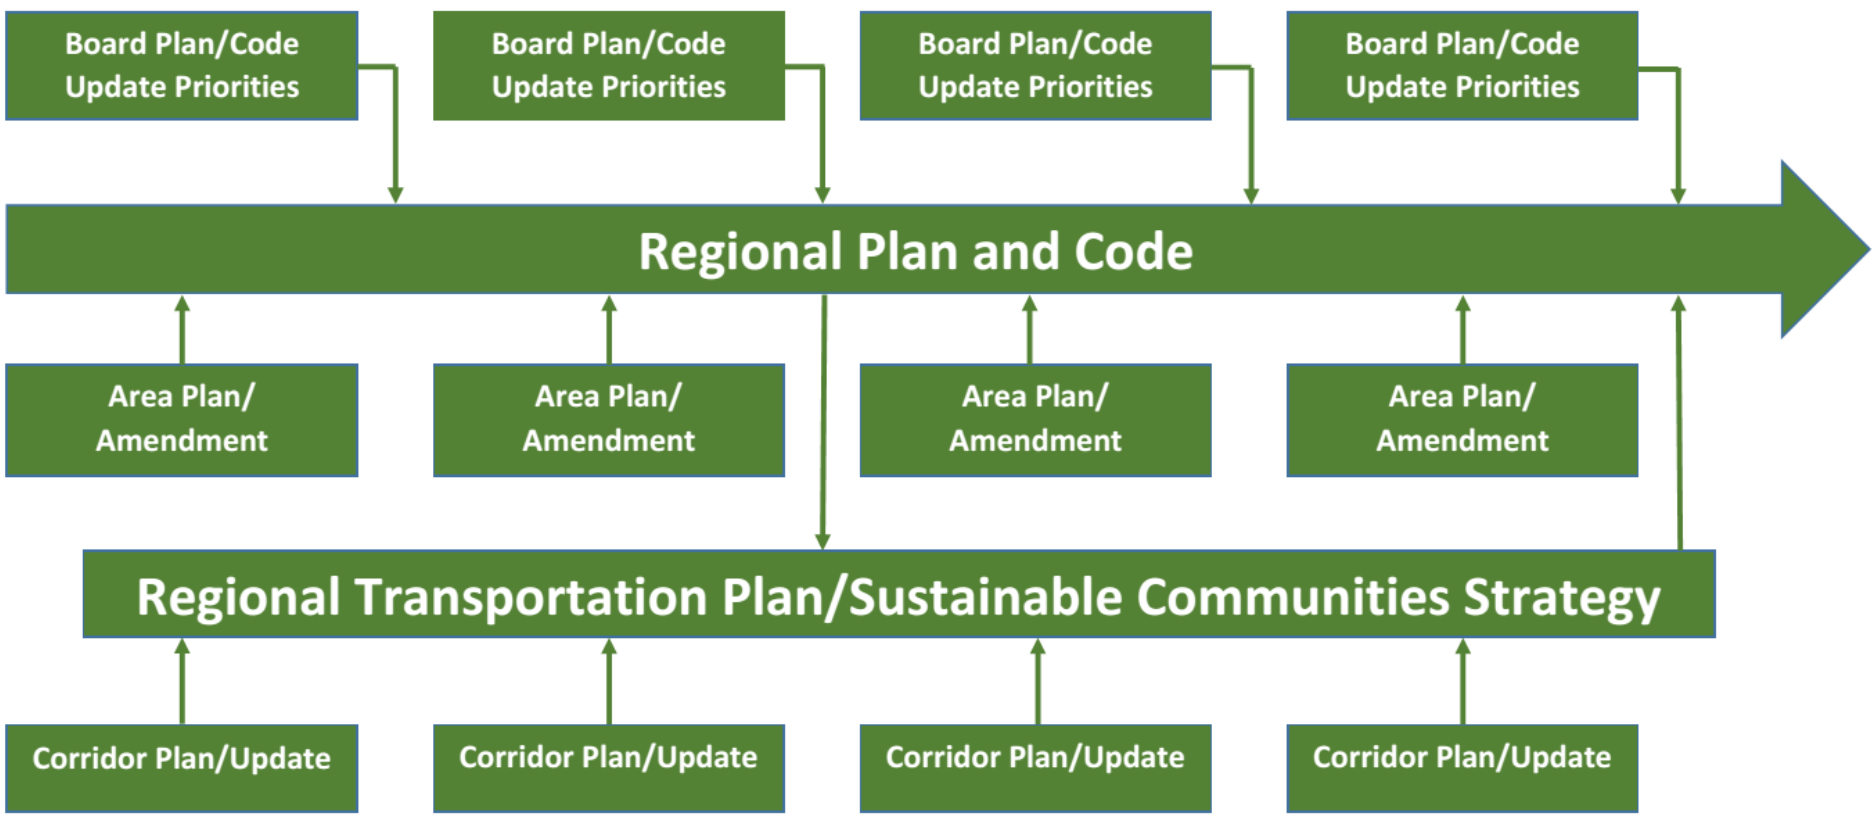 Board Plan/Code
Update Priorities
Board Plan/Code
Update Priorities
Board Plan/Code
Update Priorities
Board Plan/Code
Update Priorities
Regional Plan and Code
Area Plan/
Amendment
Area Plan/
Amendment
Area Plan/
Amendment
Area Plan/
Amendment
Regional Transportation Plan/Sustainable Communities Strategy
Corridor Plan/Update
Corridor Plan/Update
Corridor Plan/Update
Corridor Plan/Update